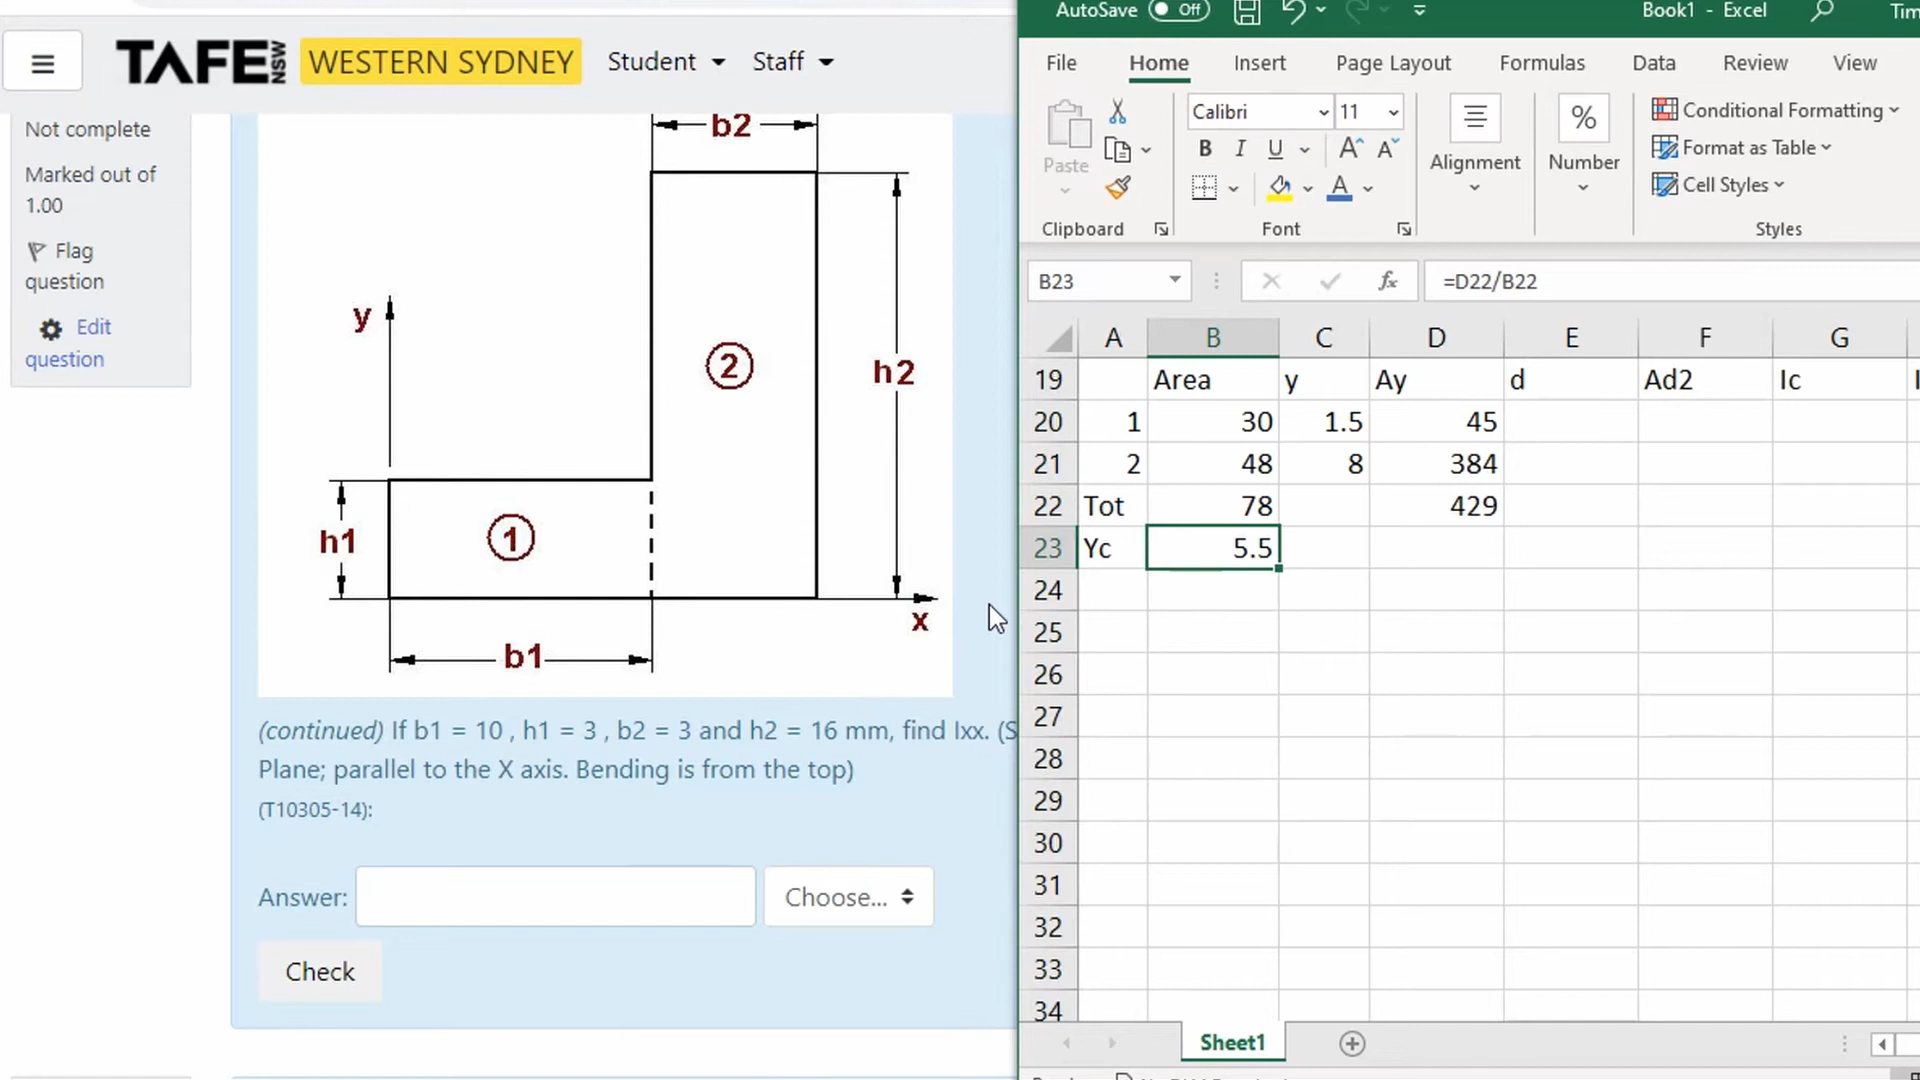 TAFE NSW WESTERN SYDNEY Student Staff
Not complete
Marked out of
1.00
Flag
question
Edit
question
b2
y
2
h2
h1
1
x
b1
(continued) If b1 = 10 , h1 = 3 , b2 = 3 and h2 = 16 mm, find Ixx. (S
Plane; parallel to the X axis. Bending is from the top)
(T10305-14):
Answer: Choose...
Check
AutoSave Off Book1 - Excel Tim
File Home Insert Page Layout Formulas Data Review View
Paste
Clipboard
Calibri 11
B I U A A
A
Font
Alignment
%
Number
Conditional Formatting
Format as Table
Cell Styles
Styles
B23 fx =D22/B22
A B C D E F G
19 Area y Ay d Ad2 Ic I
20 1 30 1.5 45
21 2 48 8 384
22 Tot 78 429
23 Yc 5.5
24
25
26
27
28
29
30
31
32
33
34
Sheet1